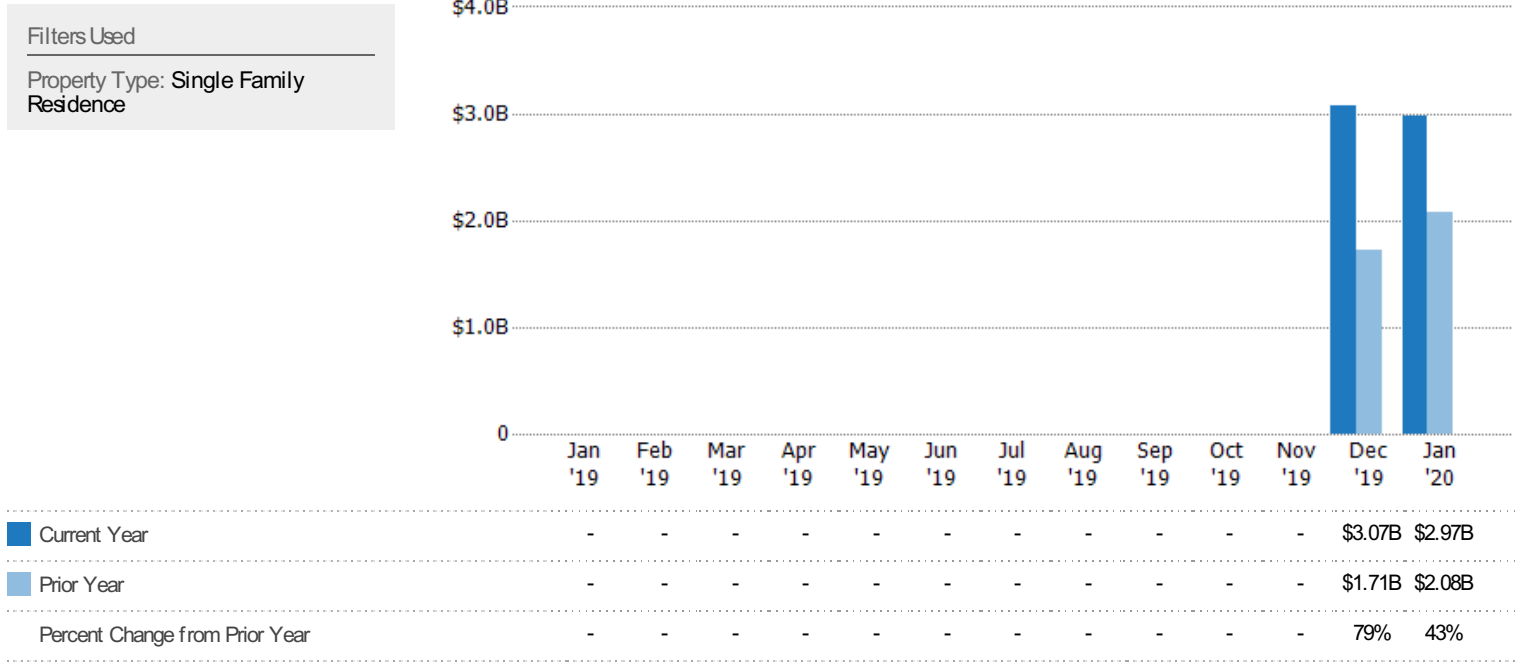 Filters Used
Property Type: Single Family
Residence
$4.0B
$3.0B
$2.0B
$1.0B
0
Jan Feb Mar Apr May Jun Jul Aug Sep Oct Nov Dec Jan
'19 '19 '19 '19 '19 '19 '19 '19 '19 '19 '19 '19 '20
Current Year - - - - - - - - - - - $3.07B $2.97B
Prior Year - - - - - - - - - - - $1.71B $2.08B
Percent Change from Prior Year - - - - - - - - - - - 79% 43%